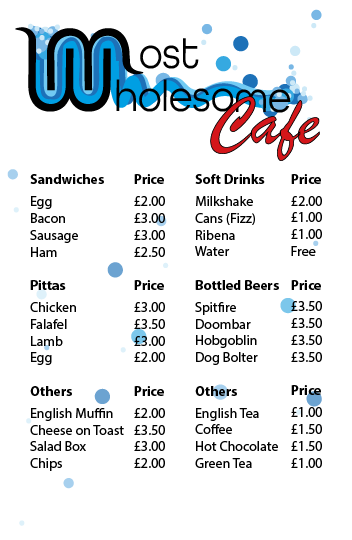 Most
Wholesome
Cafe
Sandwiches Price
Egg £2.00
Bacon £3.00
Sausage £3.00
Ham £2.50
Pittas Price
Chicken £3.00
Falafel £3.50
Lamb £3.00
Egg £2.00
Others Price
English Muffin £2.00
Cheese on Toast £3.50
Salad Box £3.00
Chips £2.00
Soft Drinks Price
Milkshake £2.00
Cans (Fizz) £1.00
Ribena £1.00
Water Free
Bottled Beers Price
Spitfire £3.50
Doombar £3.50
Hobgoblin £3.50
Dog Bolter £3.50
Others Price
English Tea £1.00
Coffee £1.50
Hot Chocolate £1.50
Green Tea £1.00